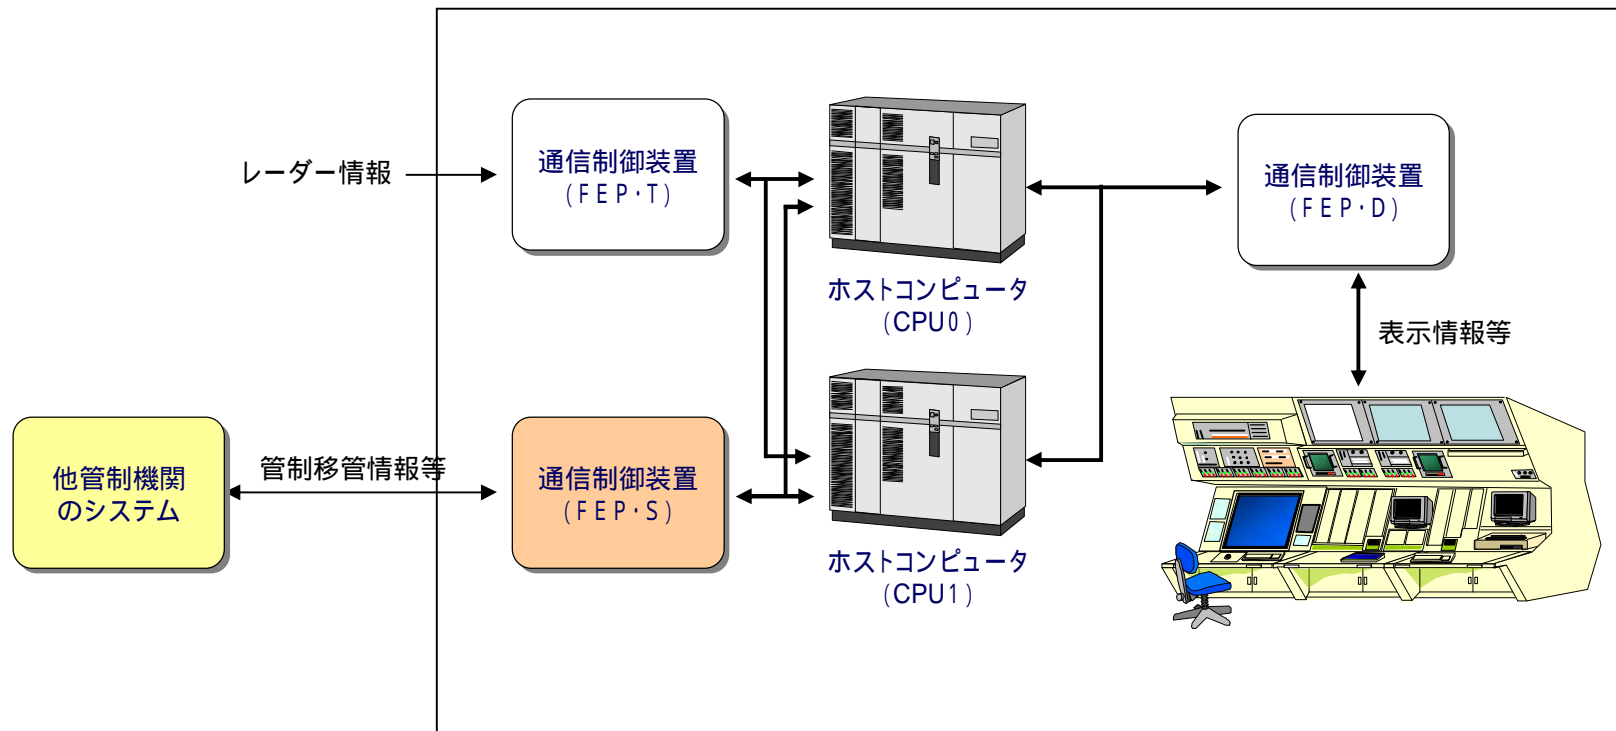 レーダー情報
通信制御装置
(FEP・T)
ホストコンピュータ
(CPU0)
通信制御装置
(FEP・D)
表示情報等
他管制機関
のシステム
管制移管情報等
通信制御装置
(FEP・S)
ホストコンピュータ
(CPU1)